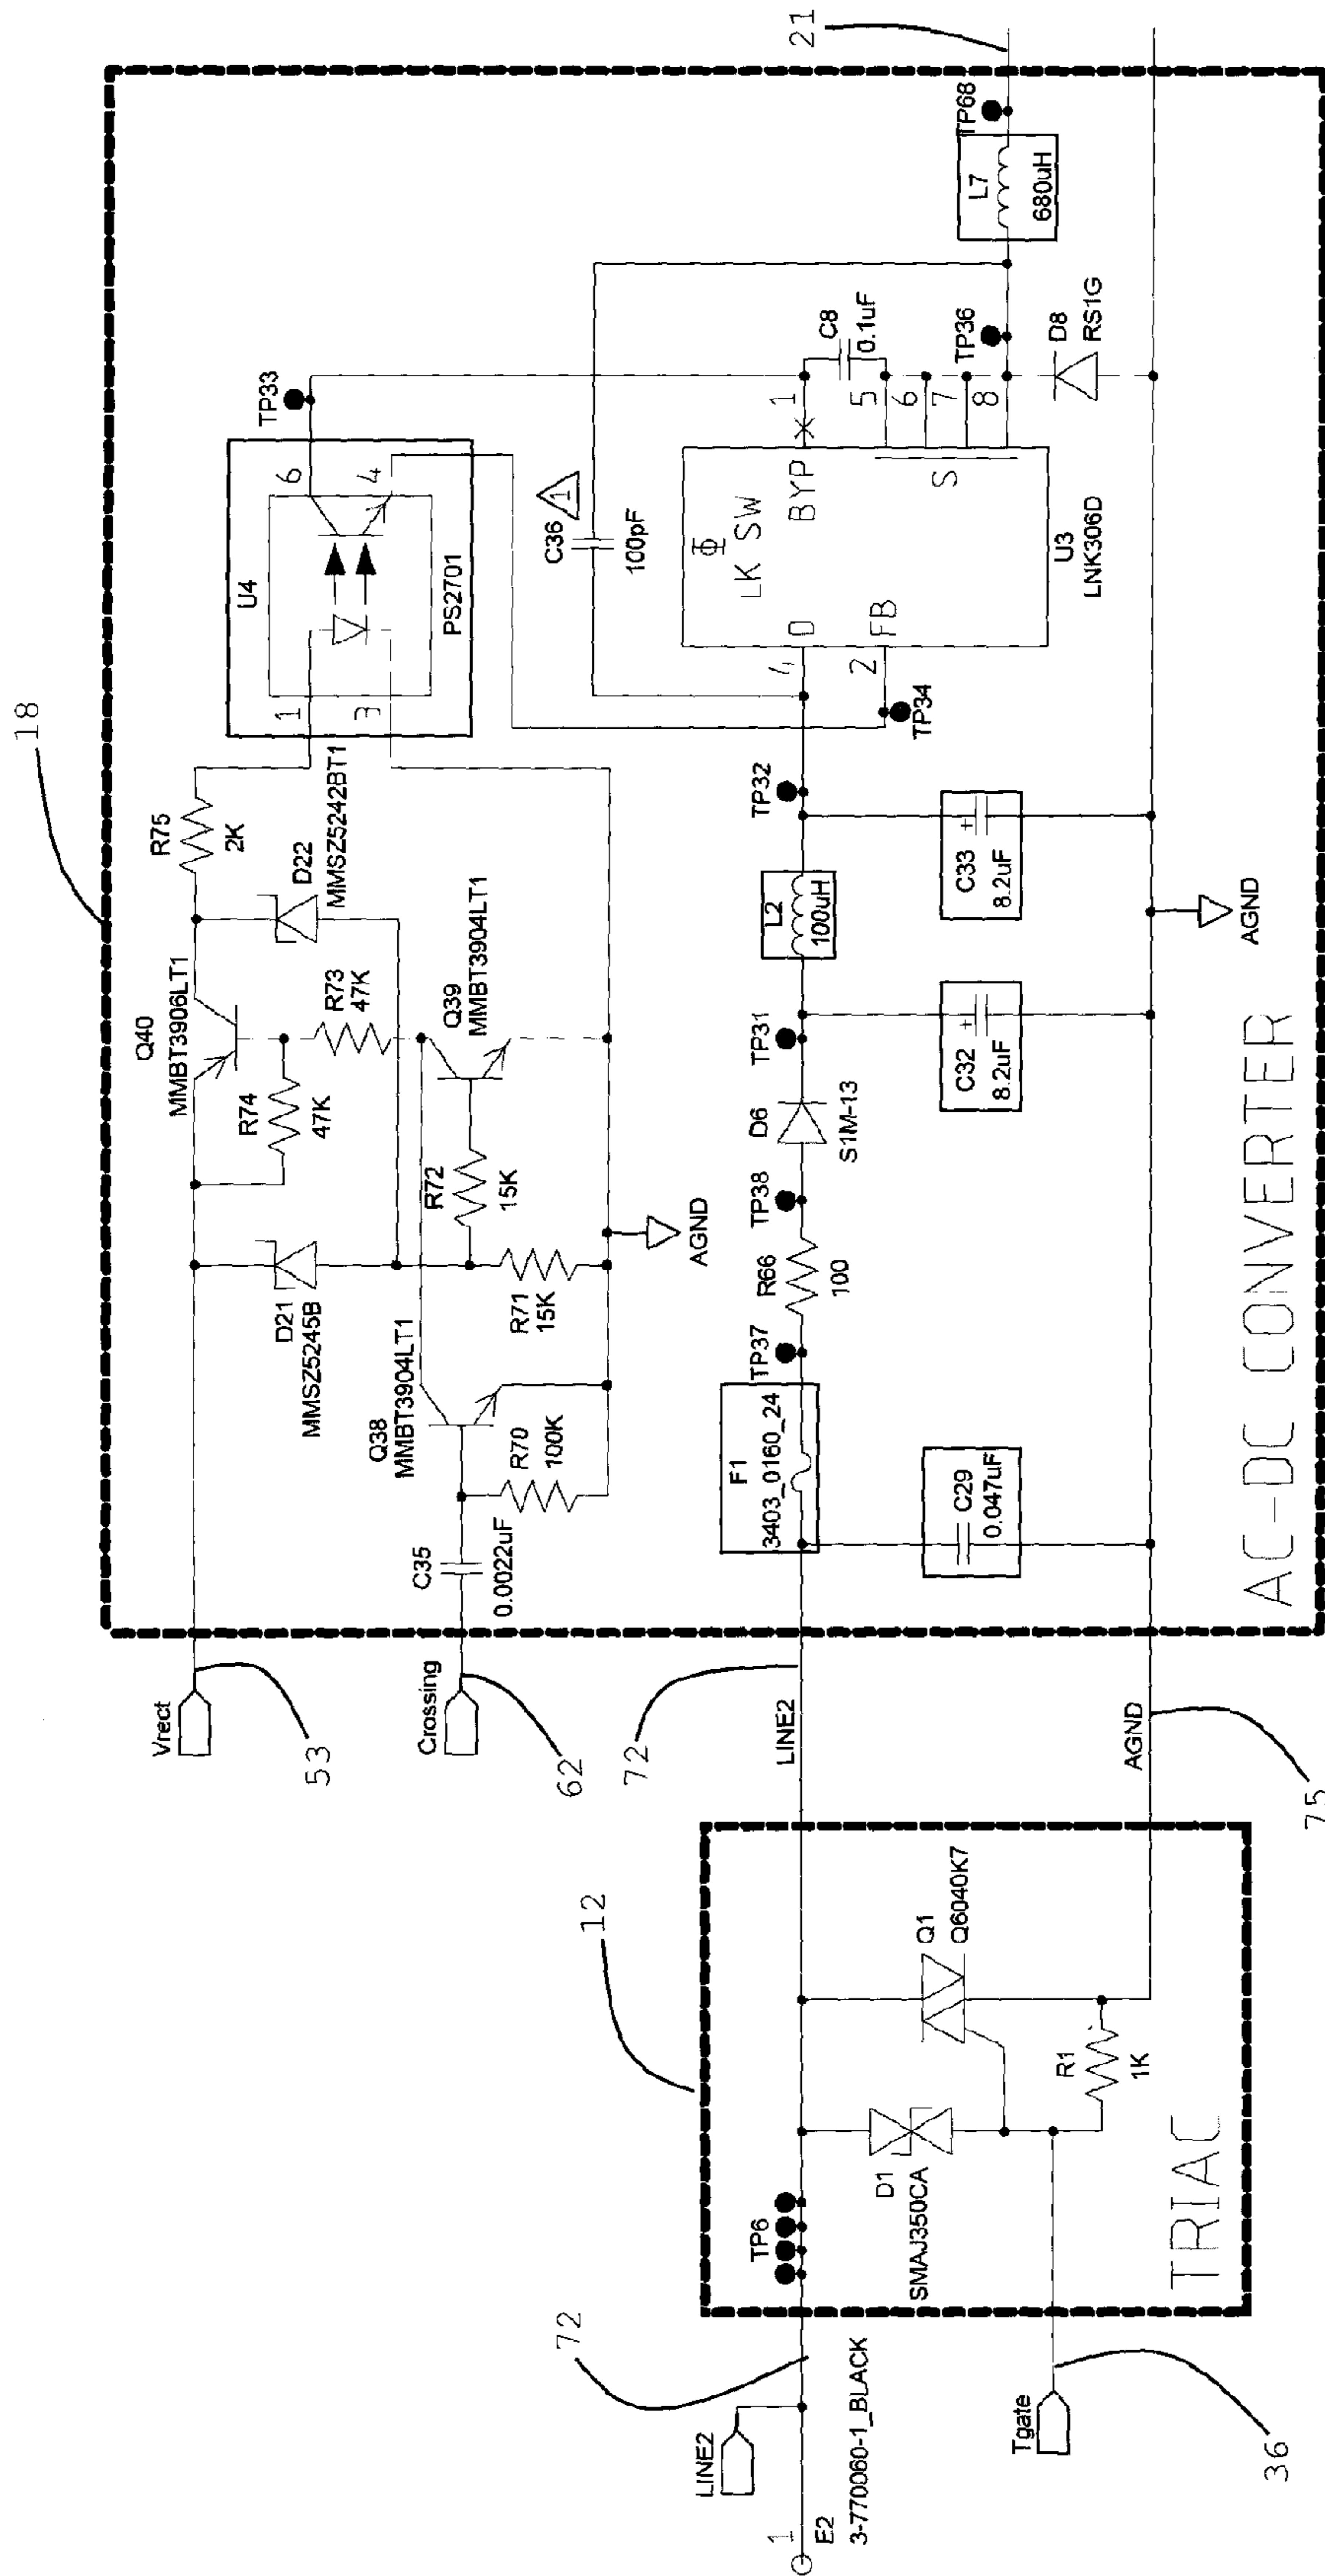 18
Vrect
53
Crossing
62
C35
0.0022uF
R70
100K
Q38
MMBT3904LT1
D21
MMSZ5245B
R71
15K
R72
15K
AGND
R74
47K
Q40
MMBT3906LT1
R73
47K
Q39
MMBT3904LT1
D22
MMSZ5242BT1
R75
2K
1
3
U4
PS2701
6
4
TP33
C36
1
100pF
72
LINE2
F1
3403_0160_24
C29
0.047uF
TP37
R66
100
TP38
D6
S1M-13
TP31
C32
8.2uF
L2
100uH
TP32
C33
8.2uF
AGND
TP34
4
2
D
FB
Φ
LK SW
BYP
S
U3
LNK306D
1
5
6
7
8
C8
0.1uF
TP36
D8
RS1G
L7
680uH
TP68
21
AC-DC CONVERTER
AGND
75
12
72
LINE2
1
E2
3-770060-1_BLACK
TP6
D1
SMAJ350CA
Q1
Q6040K7
R1
1K
Tgate
36
TRIAC